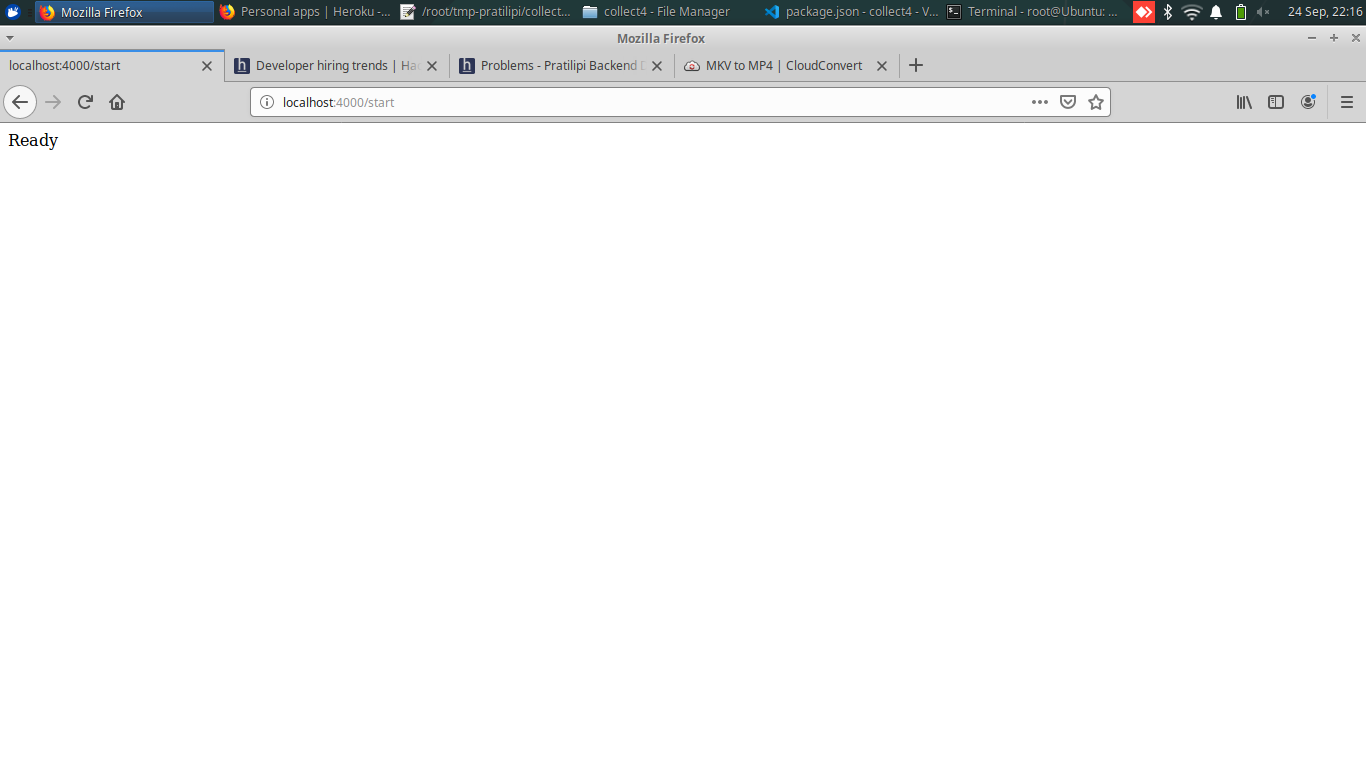 Mozilla Firefox
Personal apps | Heroku -...
/root/tmp-pratilipi/collect...
collect4 - File Manager
package.json - collect4 - V...
Terminal - root@Ubuntu: ...
24 Sep, 22:16
Mozilla Firefox
localhost:4000/start
Developer hiring trends | Hac
Problems - Pratilipi Backend D
MKV to MP4 | CloudConvert
localhost:4000/start
Ready